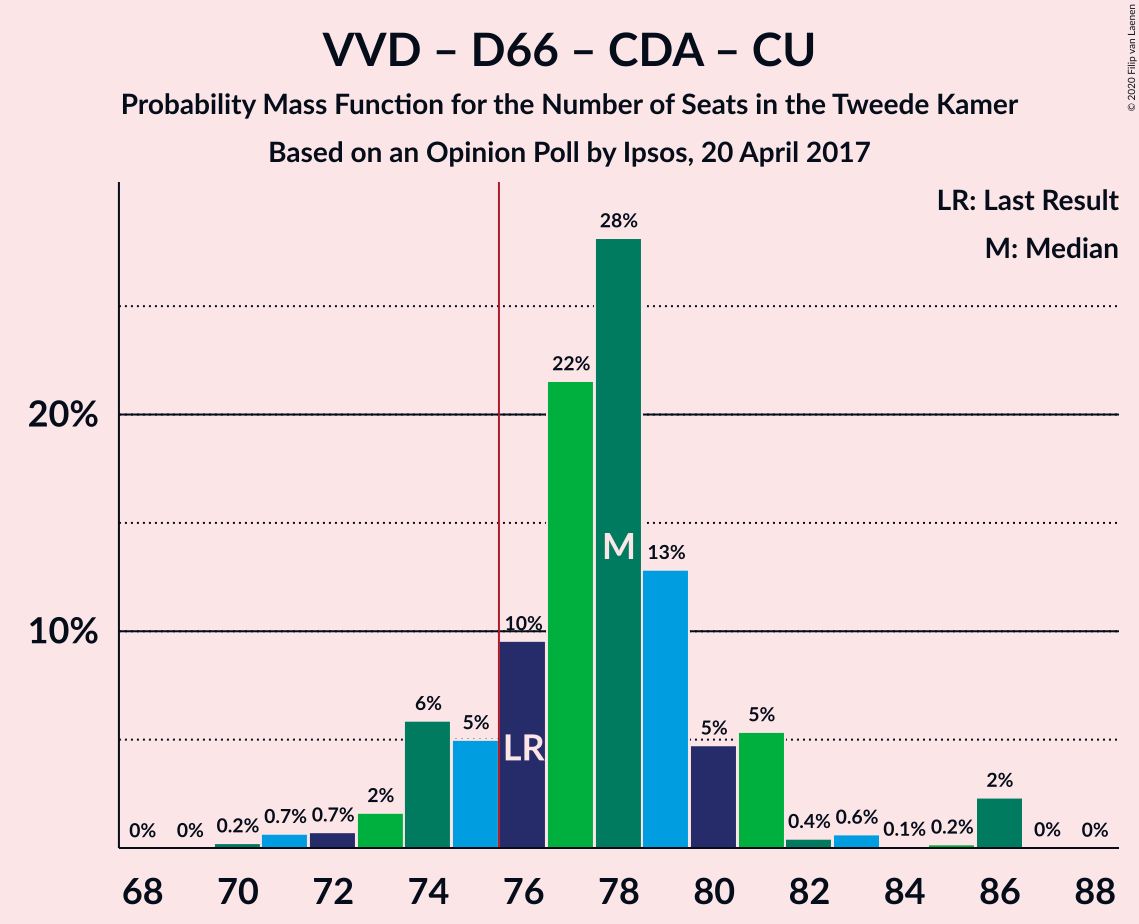 VVD – D66 – CDA – CU
Probability Mass Function for the Number of Seats in the Tweede Kamer
Based on an Opinion Poll by Ipsos, 20 April 2017
© 2020 Filip van Laenen
LR: Last Result
M: Median
20%
10%
0% 0% 0.2% 0.7% 0.7% 2% 6% 5% 10% 22% 28% 13% 5% 5% 0.4% 0.6% 0.1% 0.2% 2% 0% 0%
LR
M
68 70 72 74 76 78 80 82 84 86 88